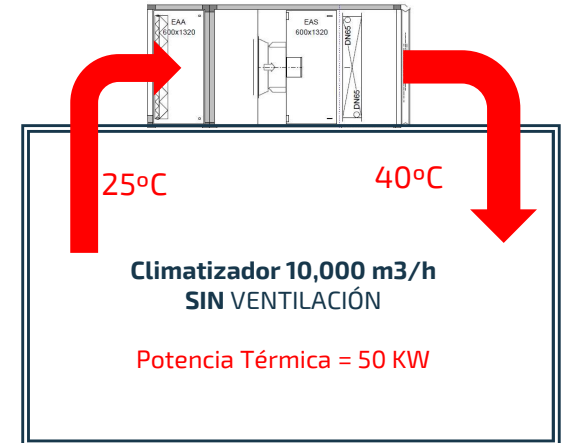 EAA
600x1320
EAS
600x1320
DN65
DN65
25ºC
40ºC
Climatizador 10,000 m3/h
SIN VENTILACIÓN
Potencia Térmica = 50 KW